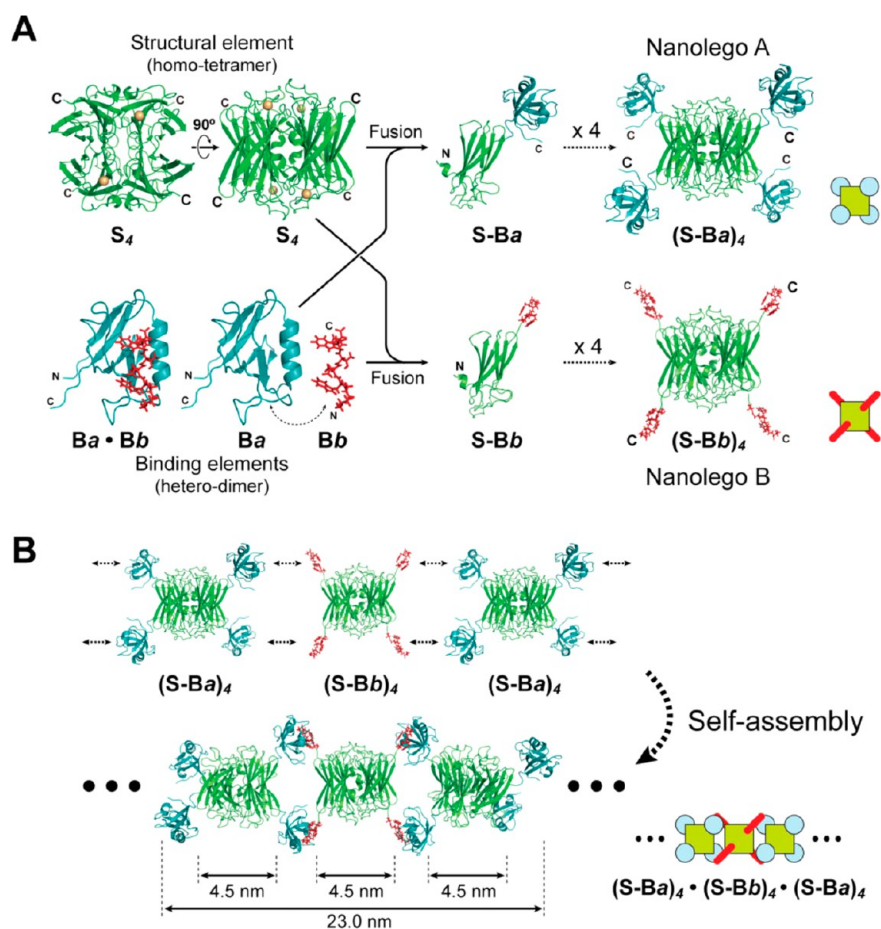 A
Structural element
(homo-tetramer)
Nanolego A
C C C C
90º
Fusion
N
C
x 4
C C
C C
S4
S4
S-Ba
(S-Ba)4
C C C C
N
C
C
N
Fusion
N
x 4
C C
C C
Ba • Bb
Ba
Bb
S-Bb
(S-Bb)4
Binding elements
(hetero-dimer)
Nanolego B
B
(S-Ba)4
(S-Bb)4
(S-Ba)4
Self-assembly
4.5 nm
4.5 nm
4.5 nm
23.0 nm
(S-Ba)4 • (S-Bb)4 • (S-Ba)4